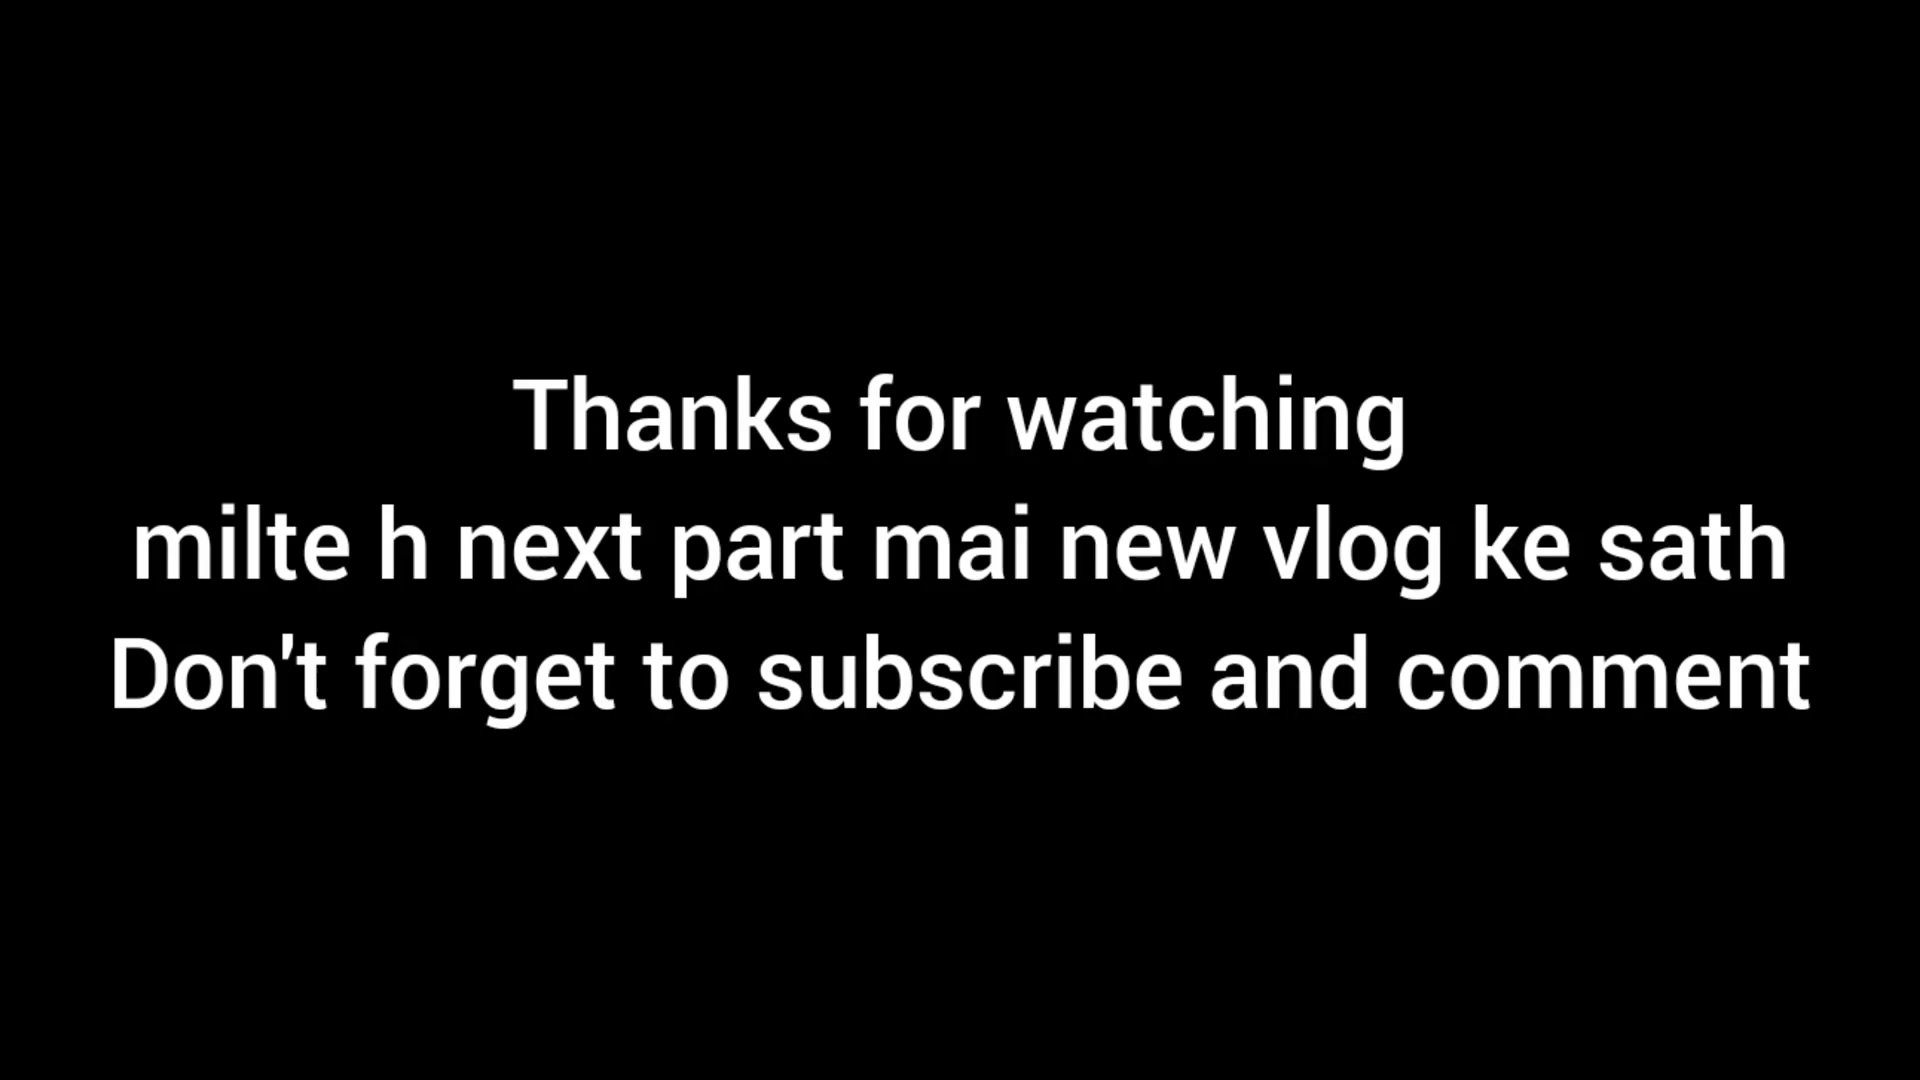 Thanks for watching
milte h next part mai new vlog ke sath
Don't forget to subscribe and comment